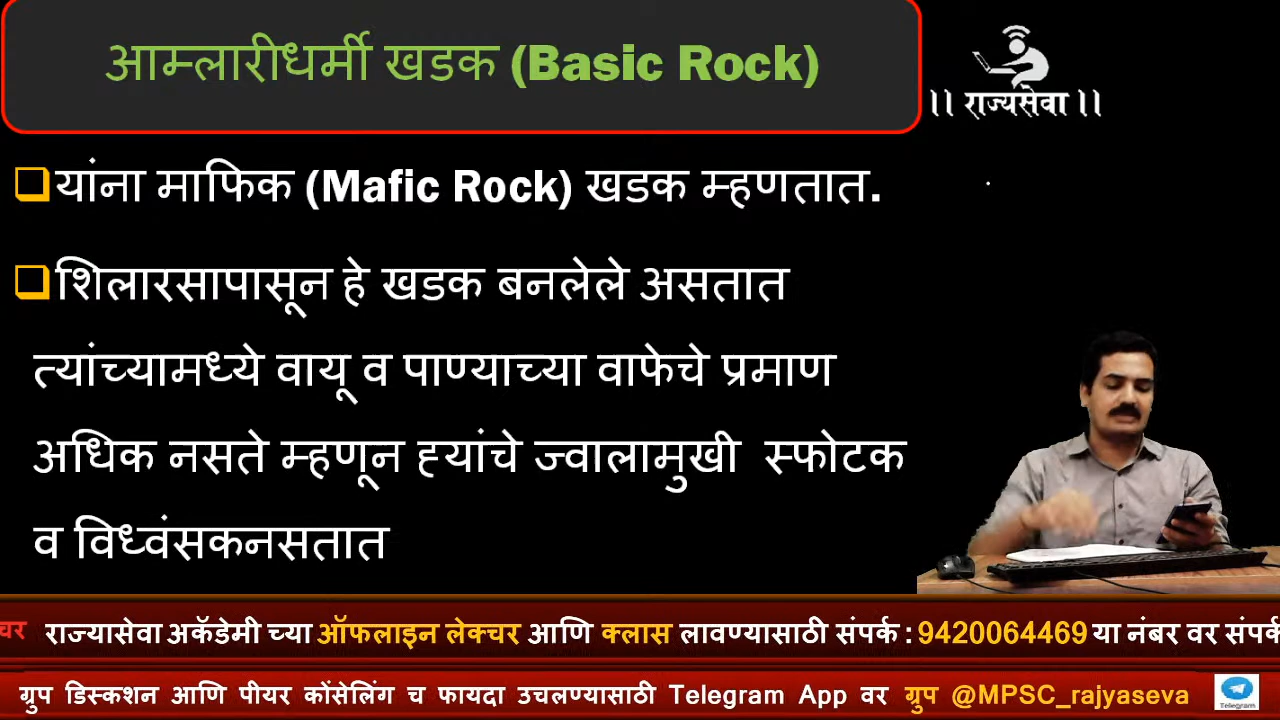 आम्लारीधर्मी खडक (Basic Rock)
।। राज्यसेवा ।।
यांना माफिक (Mafic Rock) खडक म्हणतात.
शिलारसापासून हे खडक बनलेले असतात
त्यांच्यामध्ये वायू व पाण्याच्या वाफेचे प्रमाण
अधिक नसते म्हणून ह्यांचे ज्वालामुखी स्फोटक
व विध्वंसकनसतात
चर राज्यासेवा अकॅडेमी च्या ऑफलाइन लेक्चर आणि क्लास लावण्यासाठी संपर्क : 9420064469 या नंबर वर संपर्क
ग्रुप डिस्कशन आणि पीयर कोंसेलिंग च फायदा उचलण्यासाठी Telegram App वर ग्रुप @MPSC_rajyaseva
Telegram